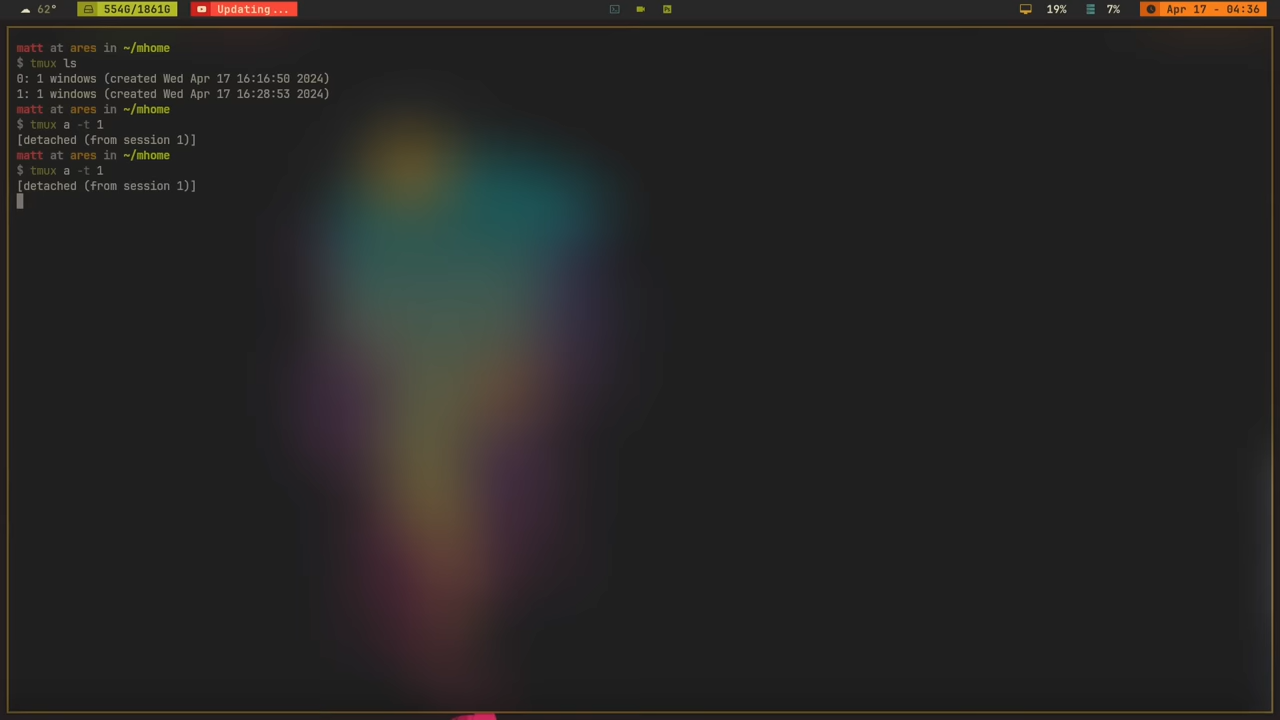 62° 554G/1861G Updating... 19% 7% Apr 17 - 04:36
matt at ares in ~/mhome
$ tmux ls
0: 1 windows (created Wed Apr 17 16:16:50 2024)
1: 1 windows (created Wed Apr 17 16:28:53 2024)
matt at ares in ~/mhome
$ tmux a -t 1
[detached (from session 1)]
matt at ares in ~/mhome
$ tmux a -t 1
[detached (from session 1)]